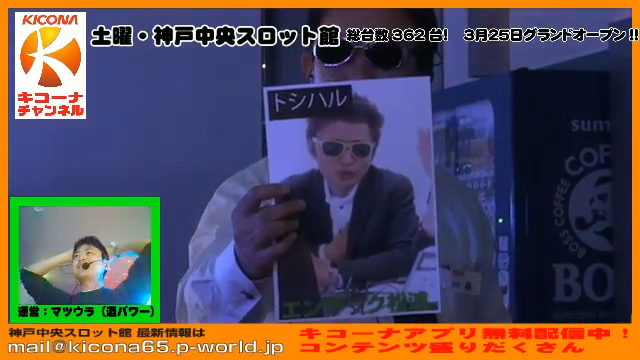 KICONA
キコーナ
チャンネル
土曜・神戸中央スロット館 総台数 362 台! 3月25日グランドオープン!!
トシハル
SUNT
COFFEE
BOSS COFFEE
BO
運営:マツウラ(酒パワー)
神戸中央スロット館 最新情報は
mail@kicona65.p-world.jp
キコーナアプリ無料配信中!
コンテンツ盛りだくさん